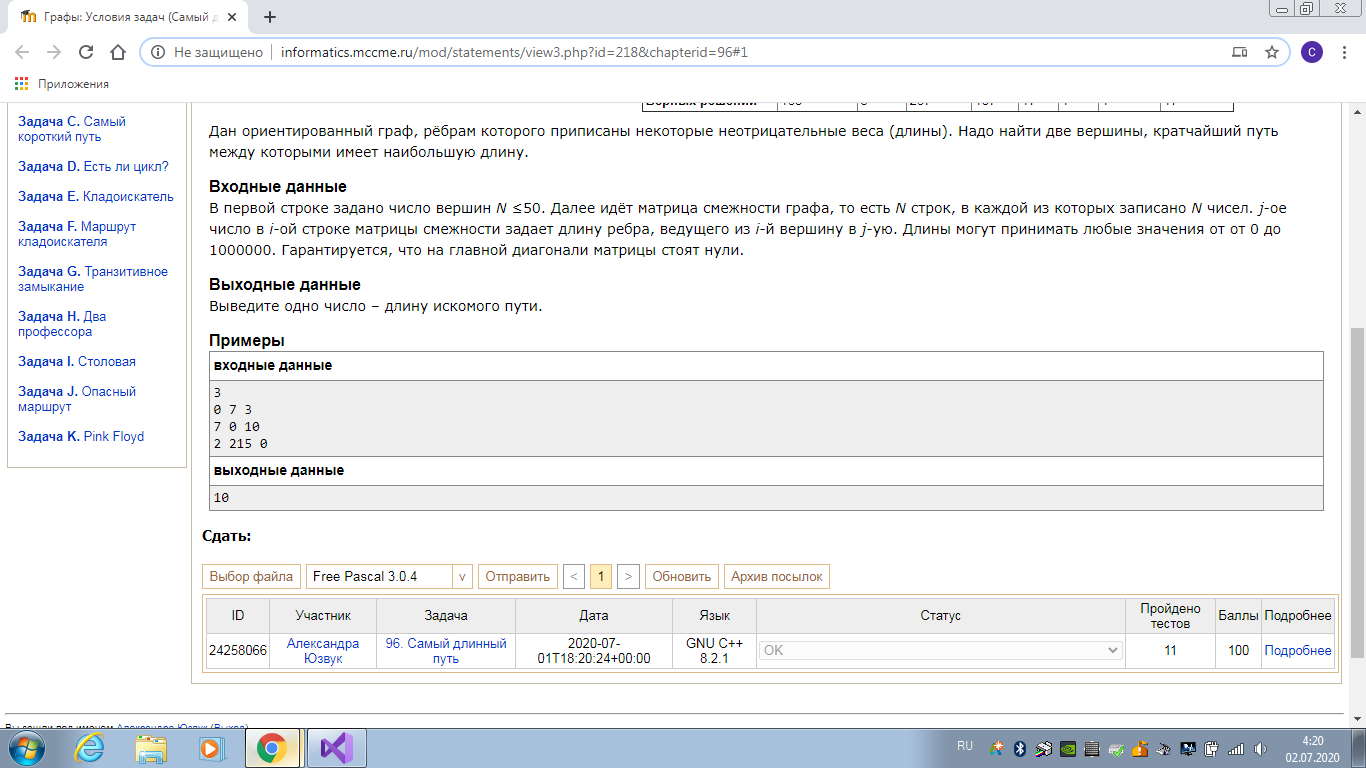 Графы: Условия задач (Самый д
Не защищено
informatics.mccme.ru/mod/statements/view3.php?id=218&chapterid=96#1
С
Приложения
Задача C. Самый
короткий путь
Задача D. Есть ли цикл?
Задача E. Кладоискатель
Задача F. Маршрут
кладоискателя
Задача G. Транзитивное
замыкание
Задача H. Два
профессора
Задача I. Столовая
Задача J. Опасный
маршрут
Задача K. Pink Floyd
Дан ориентированный граф, рёбрам которого приписаны некоторые неотрицательные веса (длины). Надо найти две вершины, кратчайший путь
между которыми имеет наибольшую длину.
Входные данные
В первой строке задано число вершин N ≤50. Далее идёт матрица смежности графа, то есть N строк, в каждой из которых записано N чисел. j-ое
число в i-ой строке матрицы смежности задает длину ребра, ведущего из i-й вершину в j-ую. Длины могут принимать любые значения от от 0 до
1000000. Гарантируется, что на главной диагонали матрицы стоят нули.
Выходные данные
Выведите одно число – длину искомого пути.
Примеры
входные данные
3
0 7 3
7 0 10
2 215 0
выходные данные
10
Сдать:
Выбор файла
Free Pascal 3.0.4
v
Отправить
<
1
>
Обновить
Архив посылок
ID Участник Задача Дата Язык Статус Пройдено тестов Баллы Подробнее
24258066 Александра Юзвук 96. Самый длинный путь 2020-07-01T18:20:24+00:00 GNU C++ 8.2.1 OK 11 100 Подробнее
Вы зашли под именем Александра Юзвук (Выход)
RU
4:20
02.07.2020